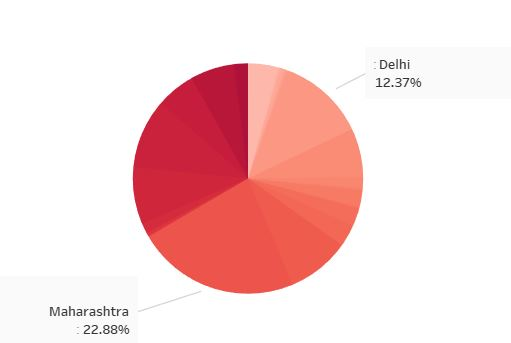 : Delhi
12.37%
Maharashtra
: 22.88%